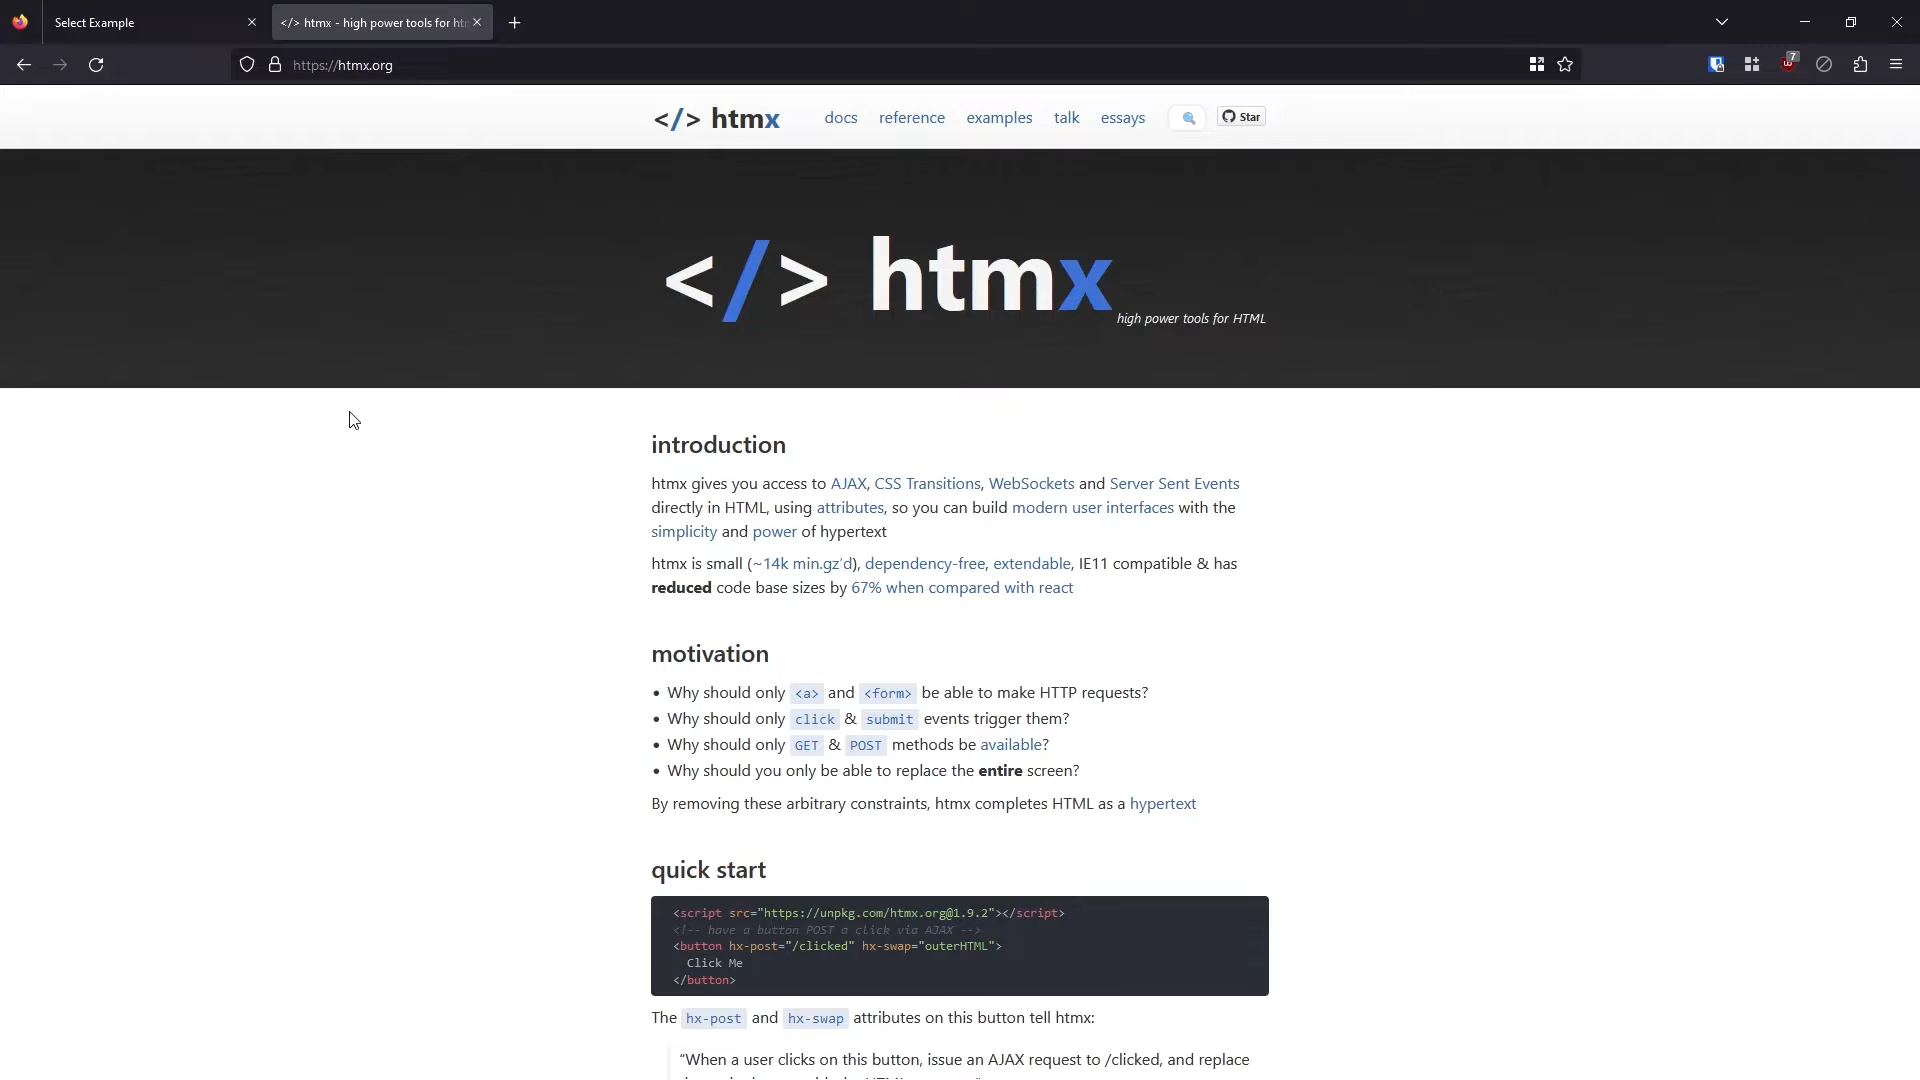 Select Example
</> htmx - high power tools for htm
7
https://htmx.org
</> htmx docs reference examples talk essays Star
</> htmx
high power tools for HTML
introduction
htmx gives you access to AJAX, CSS Transitions, WebSockets and Server Sent Events
directly in HTML, using attributes, so you can build modern user interfaces with the
simplicity and power of hypertext
htmx is small (~14k min.gz'd), dependency-free, extendable, IE11 compatible & has
reduced code base sizes by 67% when compared with react
motivation
• Why should only <a> and <form> be able to make HTTP requests?
• Why should only click & submit events trigger them?
• Why should only GET & POST methods be available?
• Why should you only be able to replace the entire screen?
By removing these arbitrary constraints, htmx completes HTML as a hypertext
quick start
<script src="https://unpkg.com/htmx.org@1.9.2"></script>
<!-- have a button POST a click via AJAX -->
<button hx-post="/clicked" hx-swap="outerHTML">
Click Me
</button>
The hx-post and hx-swap attributes on this button tell htmx:
“When a user clicks on this button, issue an AJAX request to /clicked, and replace